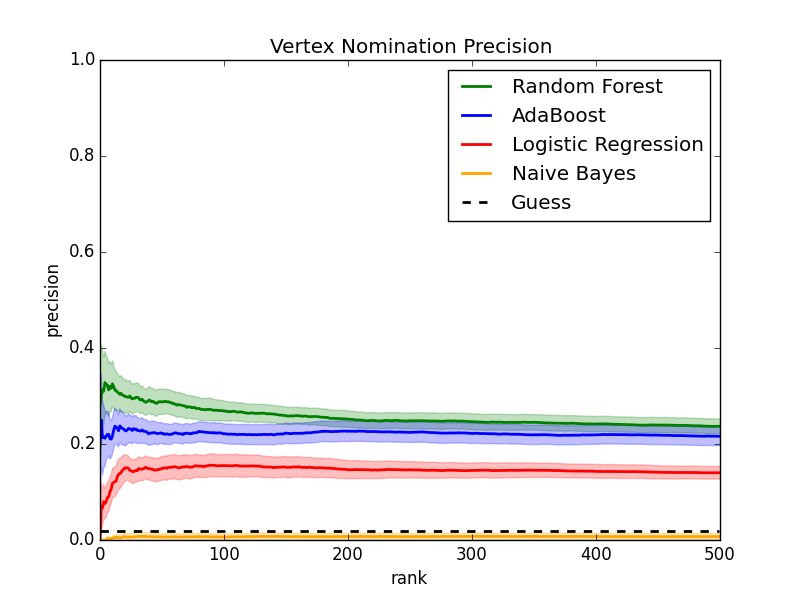 Vertex Nomination Precision
1.0
0.8
0.6
0.4
0.2
0.0
precision
Random Forest
AdaBoost
Logistic Regression
Naive Bayes
Guess
0 100 200 300 400 500
rank